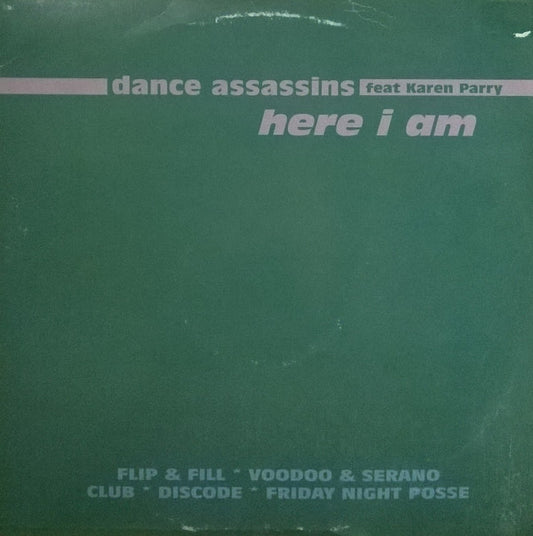 dance assassins feat Karen Parry
here i am
FLIP & FILL * VOODOO & SERANO
CLUB * DISCODE * FRIDAY NIGHT POSSE